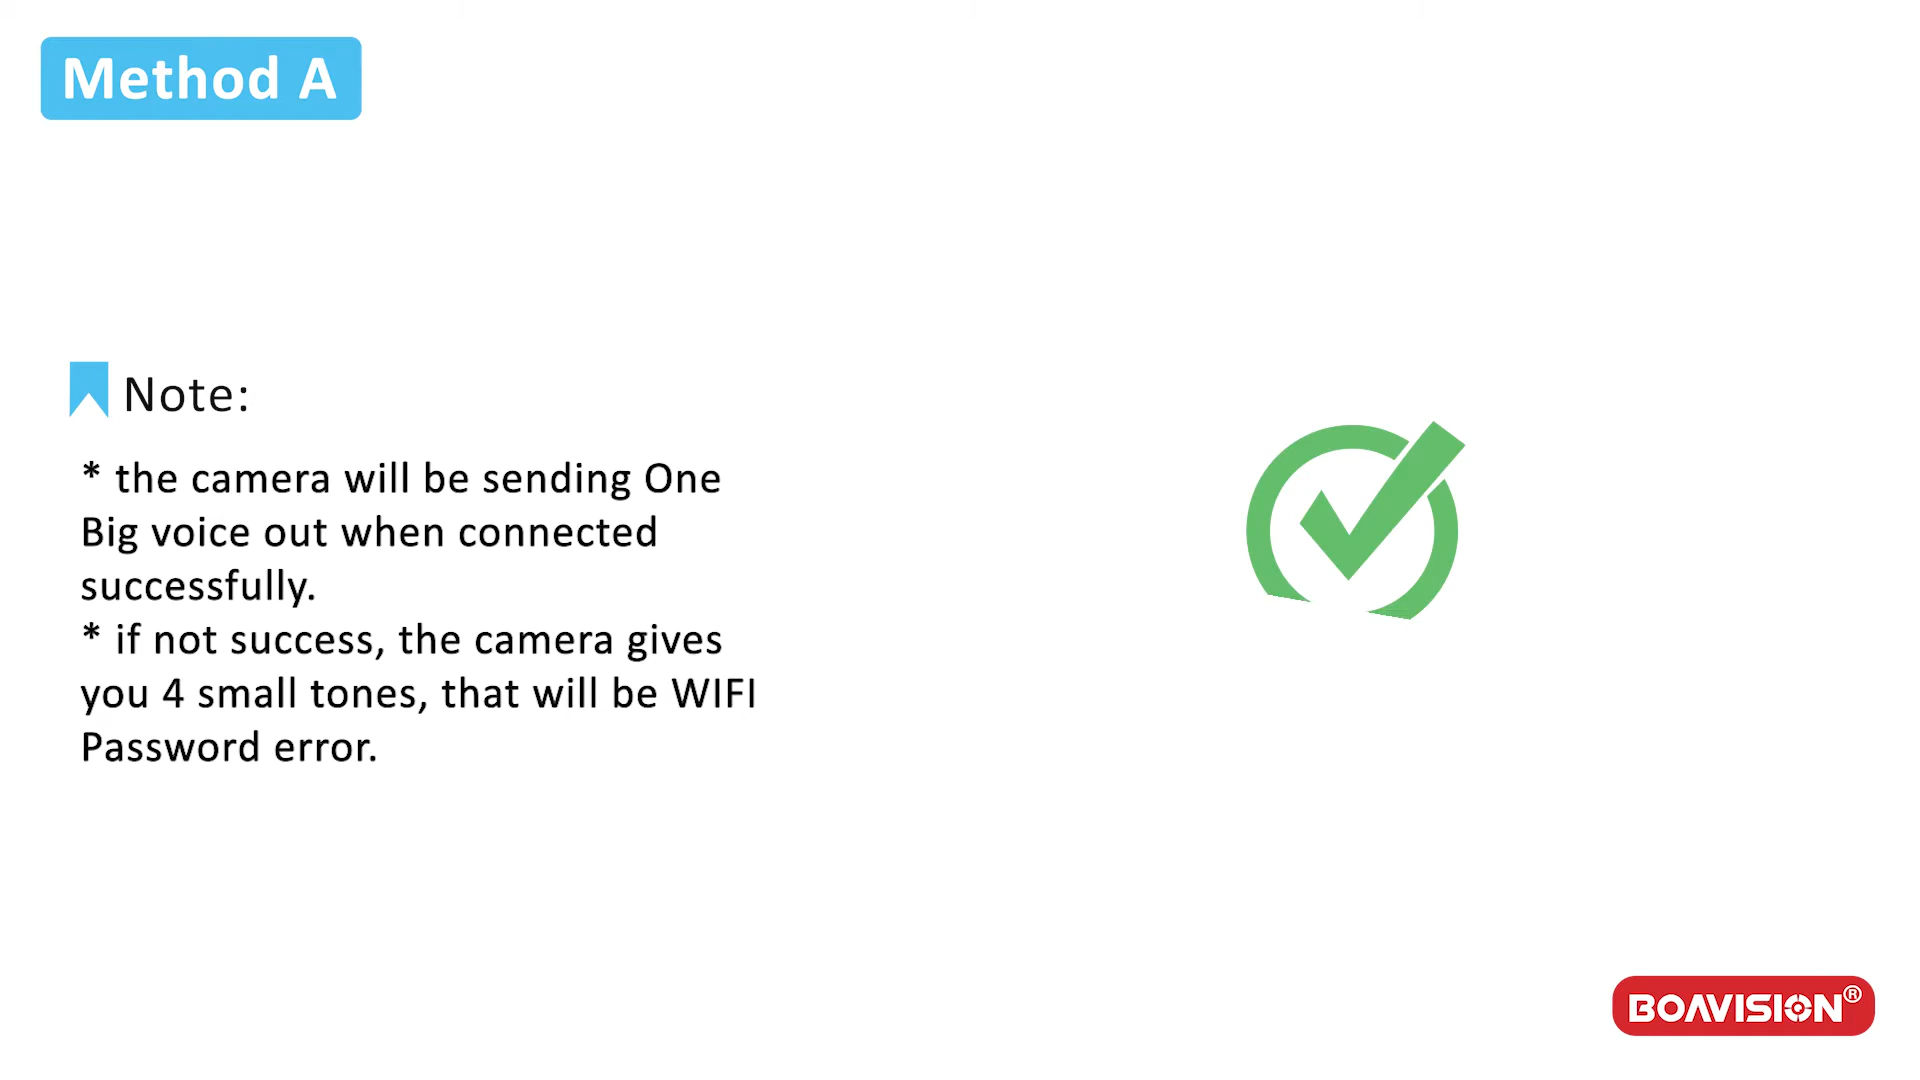 Method A
Note:
* the camera will be sending One
Big voice out when connected
successfully.
* if not success, the camera gives
you 4 small tones, that will be WIFI
Password error.
BOAVISION®